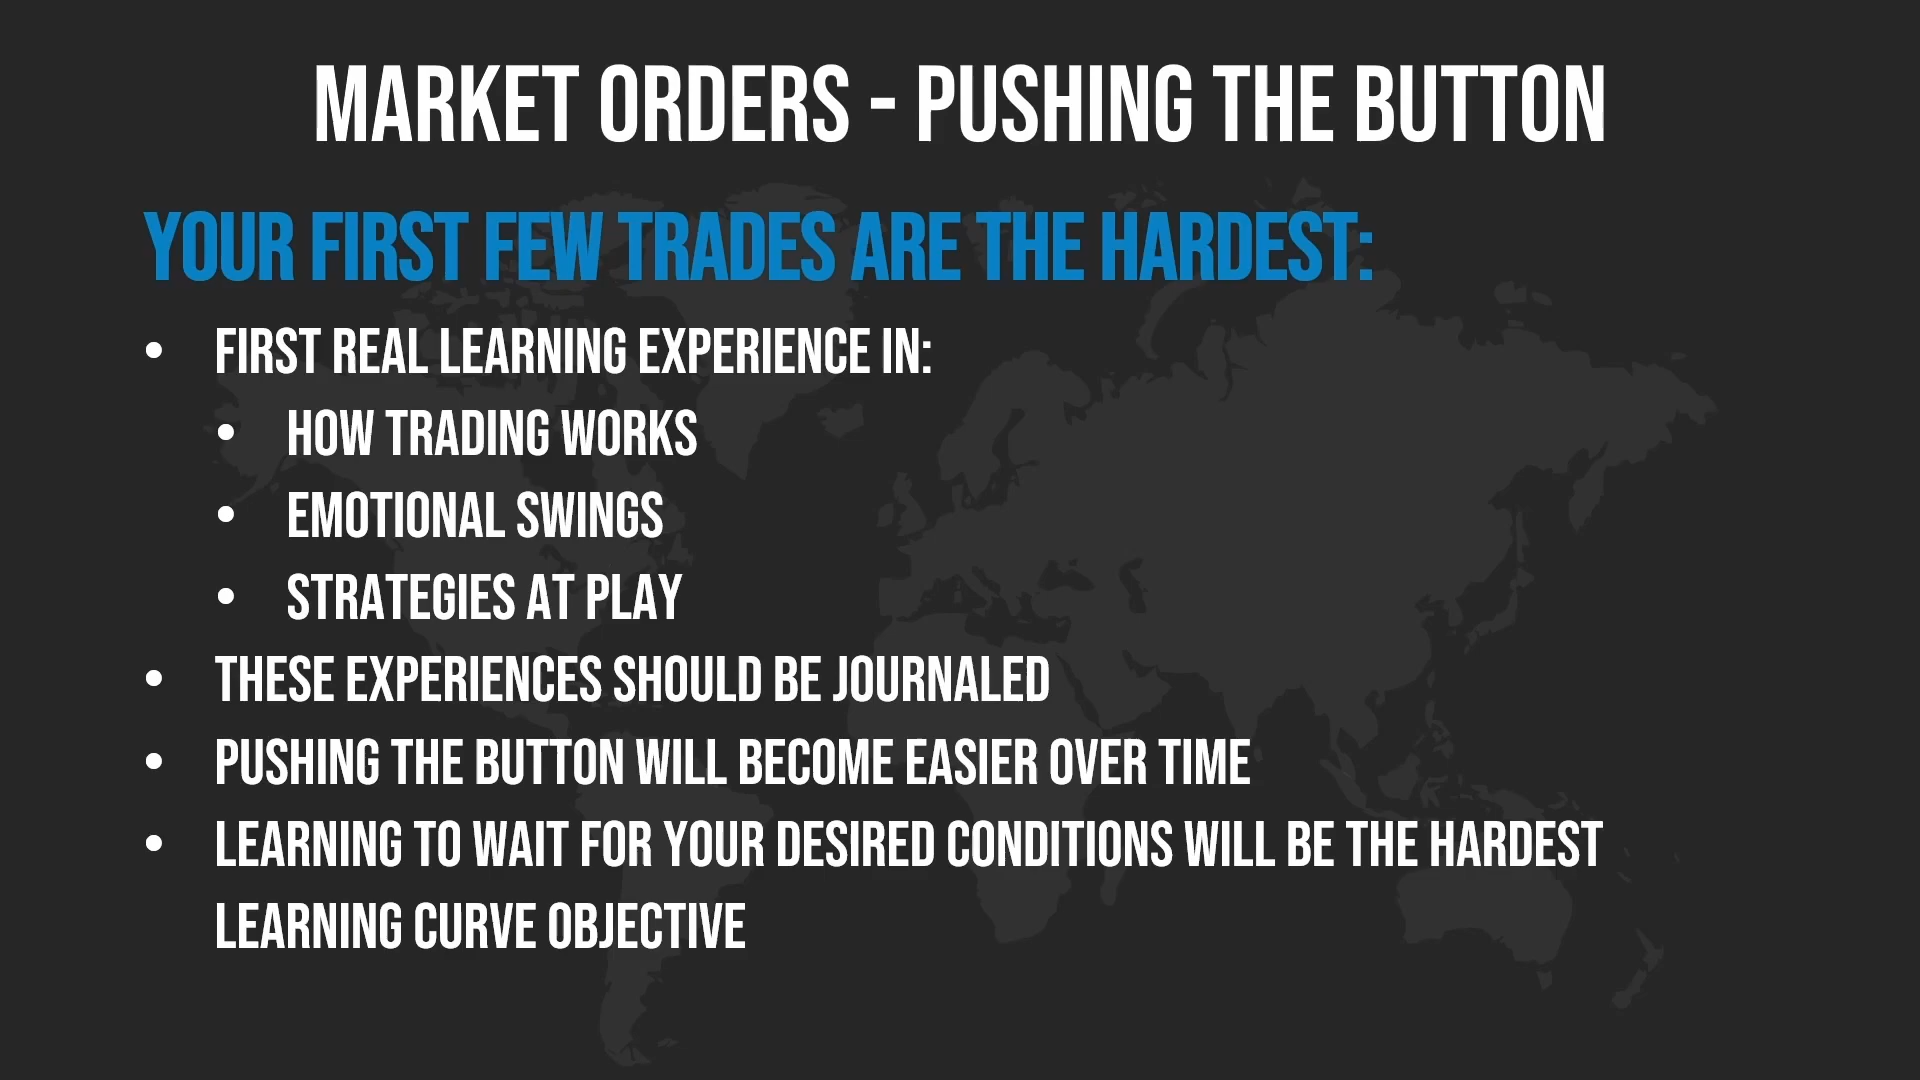 MARKET ORDERS - PUSHING THE BUTTON
YOUR FIRST FEW TRADES ARE THE HARDEST:
• FIRST REAL LEARNING EXPERIENCE IN:
• HOW TRADING WORKS
• EMOTIONAL SWINGS
• STRATEGIES AT PLAY
• THESE EXPERIENCES SHOULD BE JOURNALED
• PUSHING THE BUTTON WILL BECOME EASIER OVER TIME
• LEARNING TO WAIT FOR YOUR DESIRED CONDITIONS WILL BE THE HARDEST
LEARNING CURVE OBJECTIVE